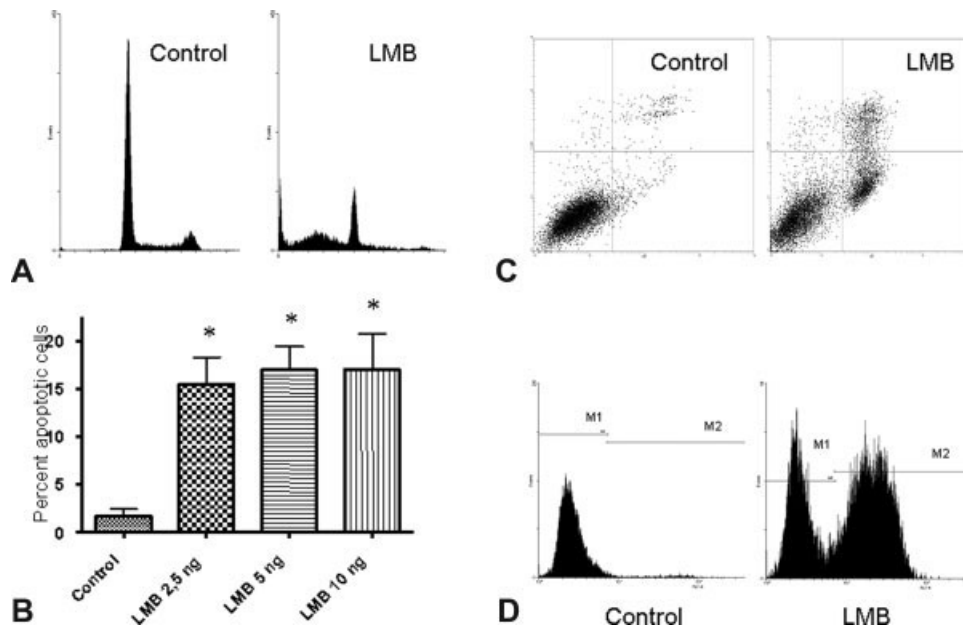 Control
LMB
A
Control
LMB
C
Percent apoptotic cells
20
15
10
5
0
*
*
*
Control
LMB 2,5 ng
LMB 5 ng
LMB 10 ng
B
M1
M2
M1
M2
Control
LMB
D